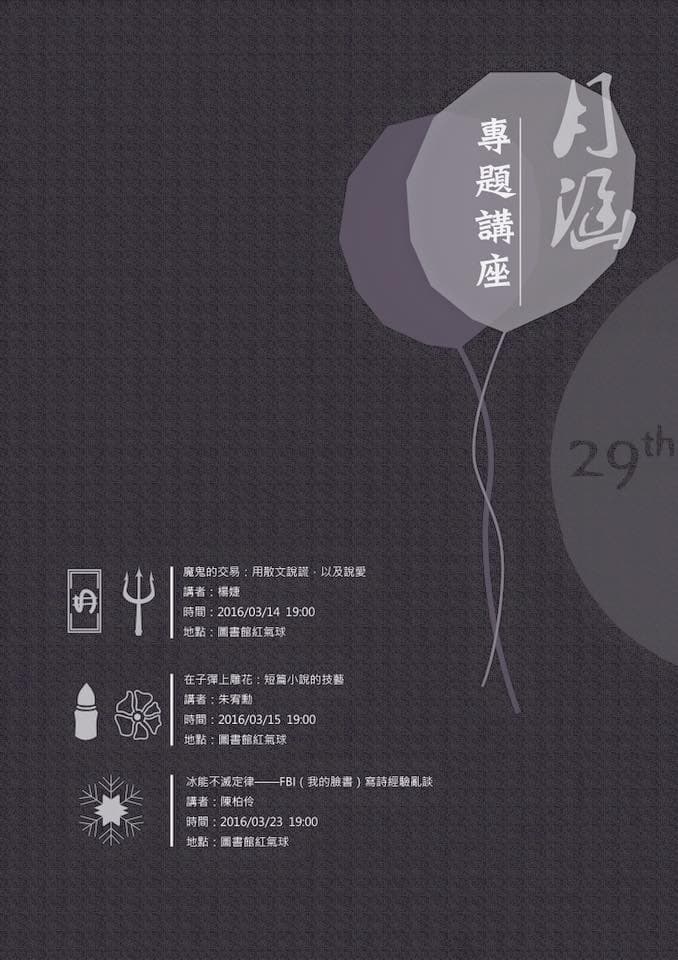 月涵
專題講座
29th
魔鬼的交易：用散文說謊，以及說愛
講者：楊婕
時間：2016/03/14 19:00
地點：圖書館紅氣球
在子彈上雕花：短篇小說的技藝
講者：朱宥勳
時間：2016/03/15 19:00
地點：圖書館紅氣球
冰能不滅定律——FBI（我的臉書）寫詩經驗亂談
講者：陳柏伶
時間：2016/03/23 19:00
地點：圖書館紅氣球